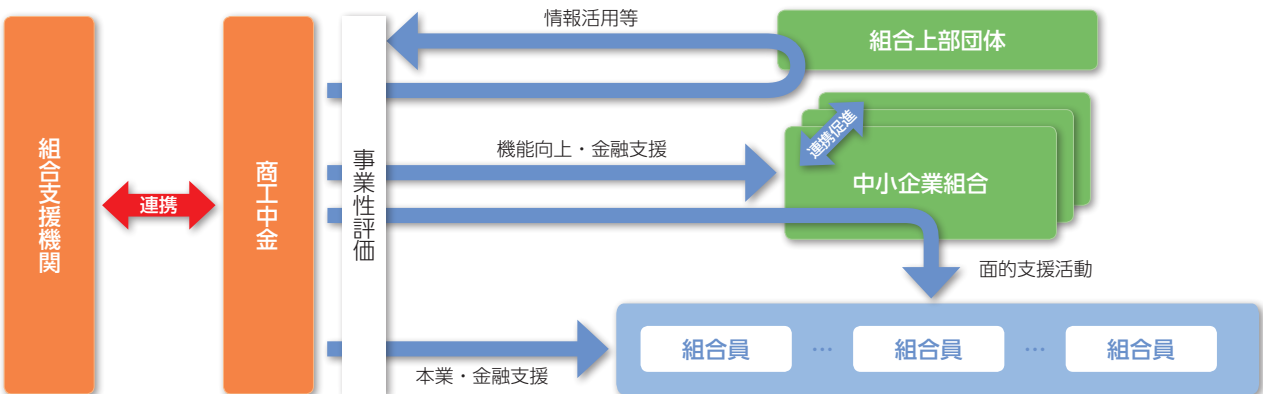 組合支援機関
連携
商工中金
事業性評価
情報活用等
組合上部団体
機能向上・金融支援
連携促進
中小企業組合
面的支援活動
本業・金融支援
組合員 … 組合員 … 組合員